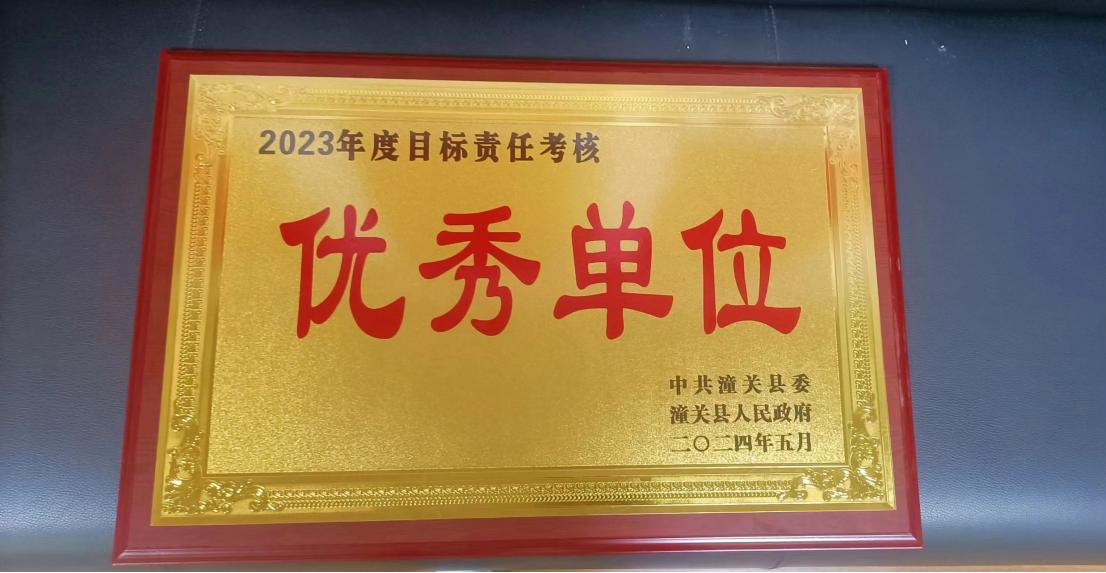 2023年度目标责任考核
优秀单位
中共潼关县委
潼关县人民政府
二〇二四年五月